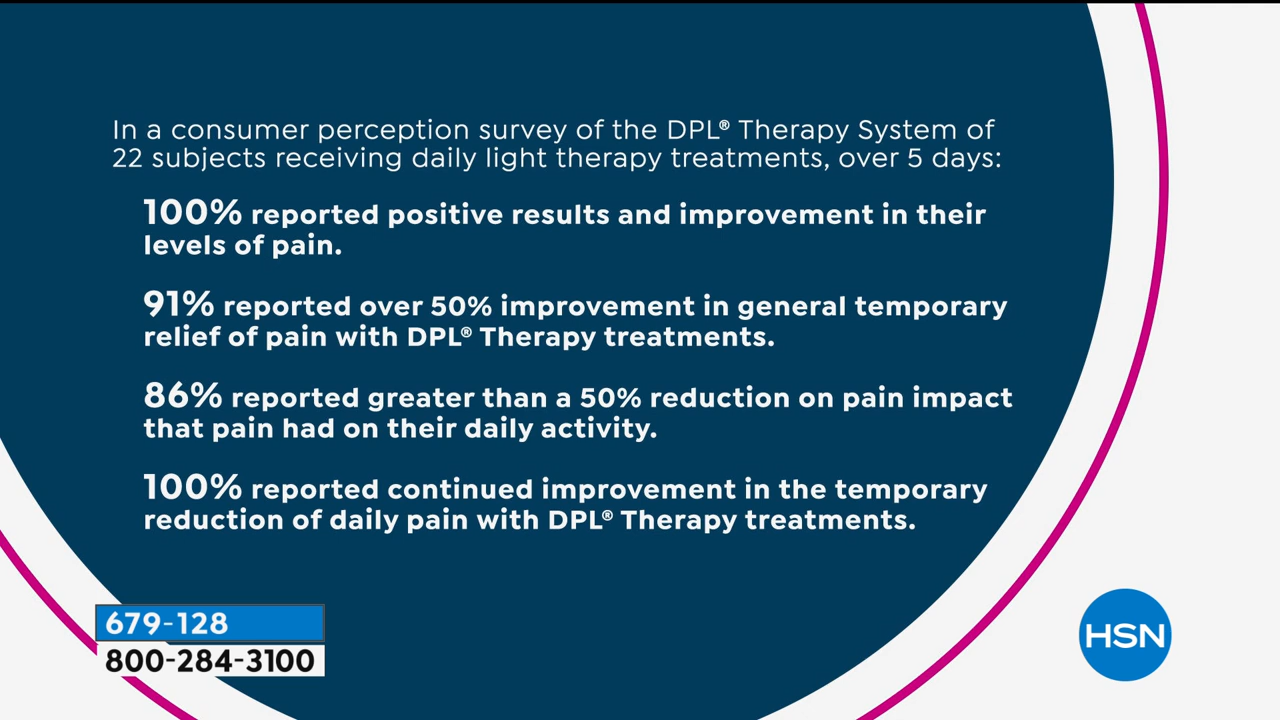 In a consumer perception survey of the DPL® Therapy System of
22 subjects receiving daily light therapy treatments, over 5 days:
100% reported positive results and improvement in their
levels of pain.
91% reported over 50% improvement in general temporary
relief of pain with DPL® Therapy treatments.
86% reported greater than a 50% reduction on pain impact
that pain had on their daily activity.
100% reported continued improvement in the temporary
reduction of daily pain with DPL® Therapy treatments.
679-128
800-284-3100
HSN